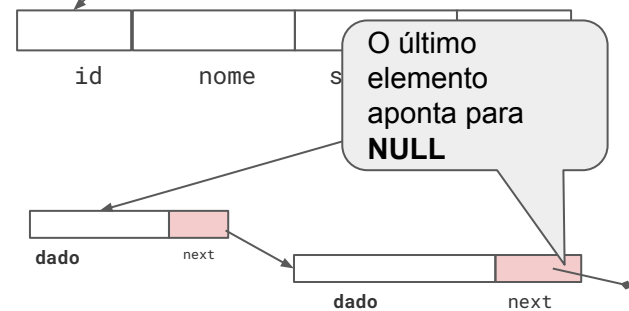 id nome s
O último
elemento
aponta para
NULL
dado next
dado next